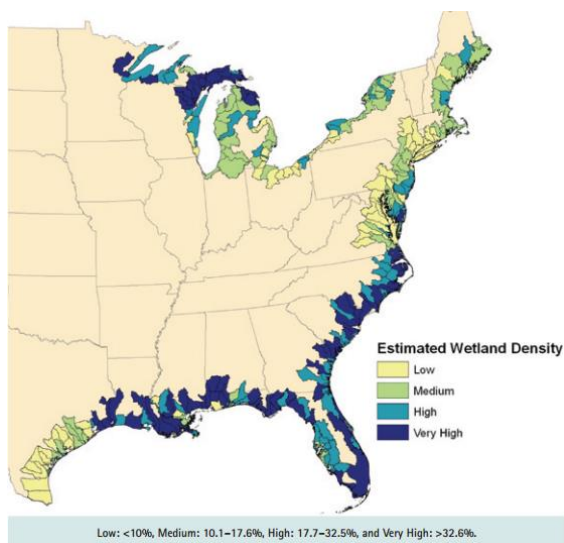 Estimated Wetland Density
Low
Medium
High
Very High
Low: <10%, Medium: 10.1–17.6%, High: 17.7–32.5%, and Very High: >32.6%.